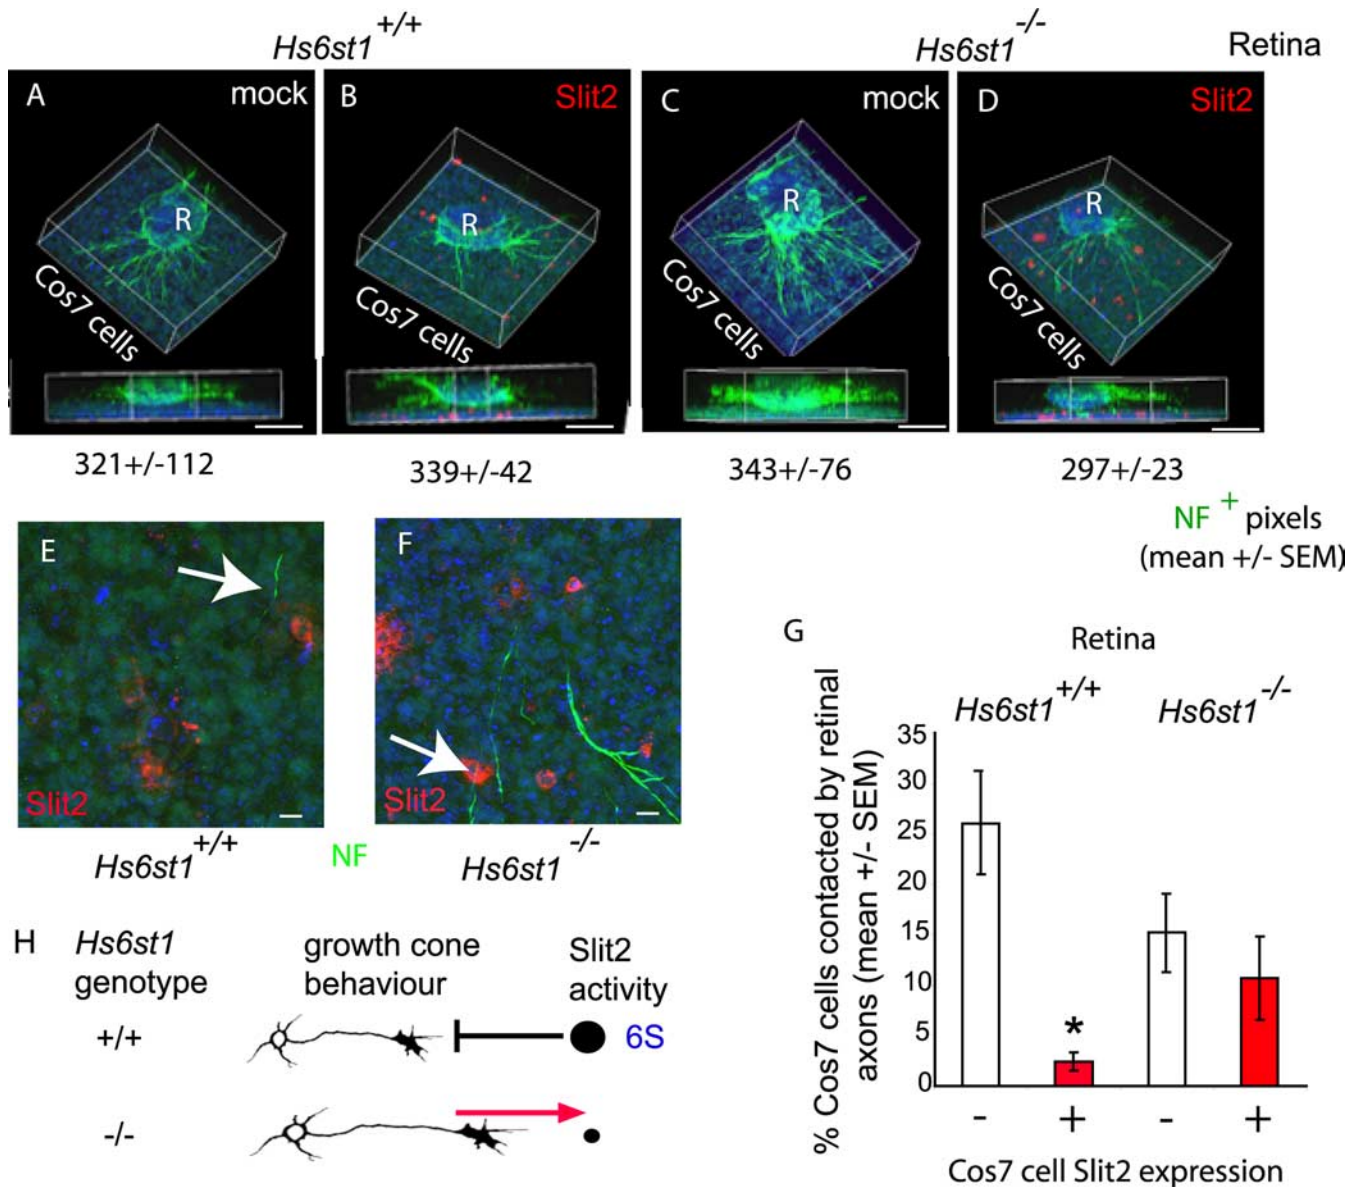 Hs6st1 +/+
Hs6st1 -/-
Retina
A
mock
B
Slit2
C
mock
D
Slit2
R
R
R
R
Cos7 cells
Cos7 cells
Cos7 cells
Cos7 cells
321+/-112
339+/-42
343+/-76
297+/-23
NF + pixels
(mean +/- SEM)
E
Slit2
F
Slit2
Hs6st1 +/+
NF
Hs6st1 -/-
G
Retina
Hs6st1 +/+
Hs6st1 -/-
% Cos7 cells contacted by retinal
axons (mean +/- SEM)
35
30
25
20
15
10
5
0
*
- + - +
Cos7 cell Slit2 expression
H
Hs6st1
genotype
growth cone
behaviour
Slit2
activity
+/+
6S
-/-